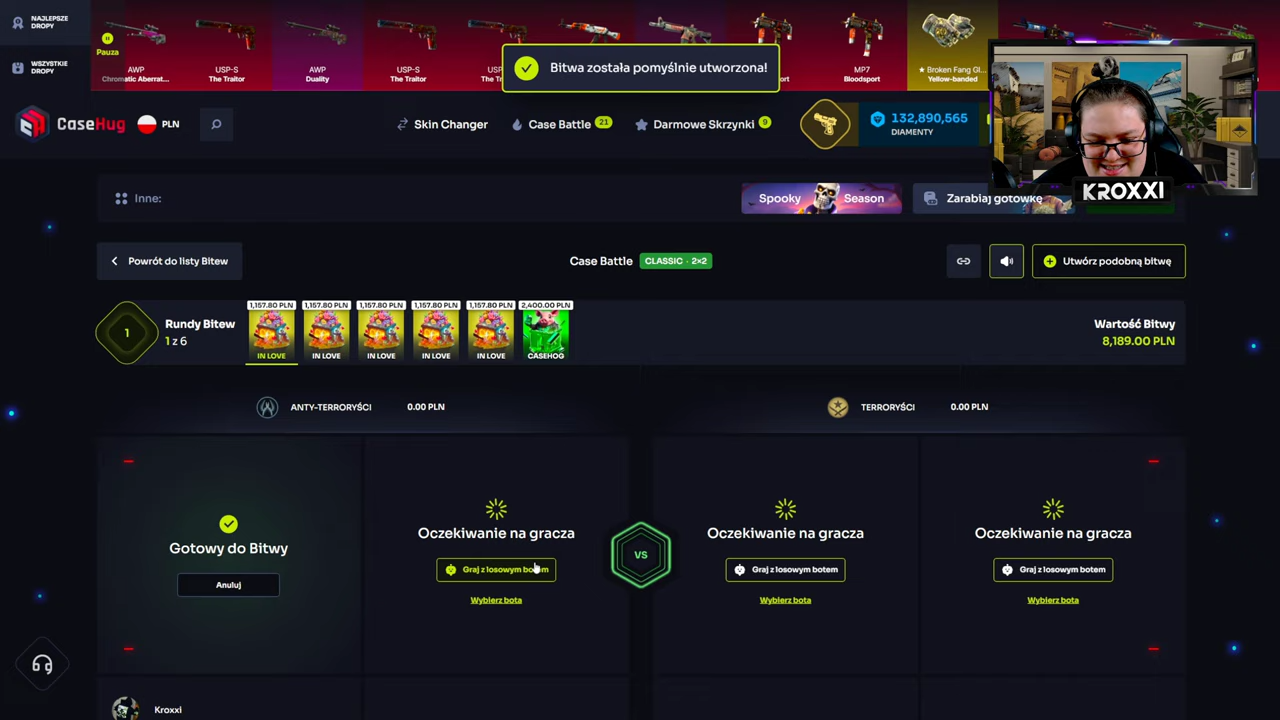 NAJLEPSZE
DROPY
WSZYSTKIE
DROPY
Pauza
AWP
Chromatic Aberrat...
USP-S
The Traitor
AWP
Duality
USP-S
The Traitor
MP7
Bloodsport
★ Broken Fang Gl...
Yellow-banded
Bitwa została pomyślnie utworzona!
CaseHug
PLN
Skin Changer
Case Battle 21
Darmowe Skrzynki 9
132,890,565
DIAMENTY
KROXXI
Inne:
Spooky Season
Zarabiaj gotówkę
Powrót do listy Bitew
Case Battle CLASSIC · 2×2
Utwórz podobną bitwę
1
Rundy Bitew
1 z 6
1,157.80 PLN
IN LOVE
1,157.80 PLN
IN LOVE
1,157.80 PLN
IN LOVE
1,157.80 PLN
IN LOVE
1,157.80 PLN
IN LOVE
2,400.00 PLN
CASEHOG
Wartość Bitwy
8,189.00 PLN
ANTY-TERRORYŚCI 0.00 PLN
TERRORYŚCI 0.00 PLN
Gotowy do Bitwy
Anuluj
Oczekiwanie na gracza
Graj z losowym botem
Wybierz bota
VS
Oczekiwanie na gracza
Graj z losowym botem
Wybierz bota
Oczekiwanie na gracza
Graj z losowym botem
Wybierz bota
Kroxxi